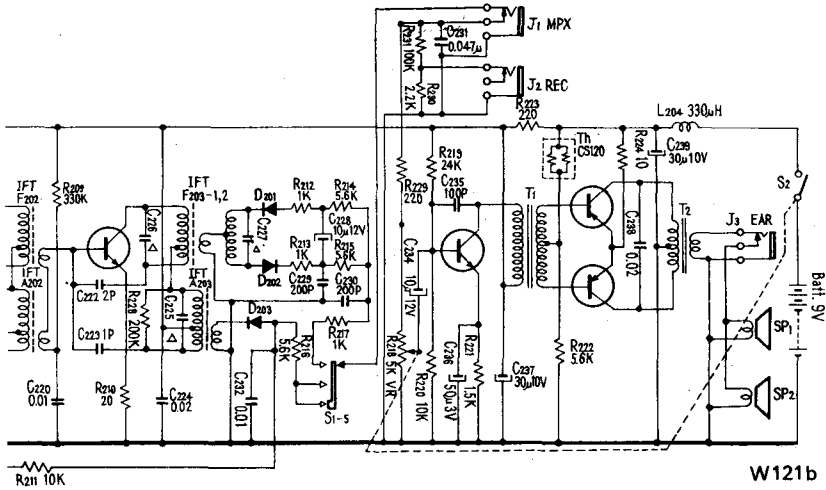 J1 MPX
C231
0.047μ
R231 100K
J2 REC
R230
2.2K
R223
220
L204 330μH
Th
CS120
R224 10
C239
30μ10V
S2
IFT
F202
R209
330K
IFT
F203-1,2
C226
D201
R212
1K
R214
5.6K
C227
C228
10μ12V
R229
220
R219
24K
C235
100P
T1
C238
0.02
T2
J3 EAR
Batt. 9V
R213
1K
R215
5.6K
D202
C229
200P
C230
200P
C234
10μ 12V
IFT
A202
C222 2P
IFT
A203
C225
D203
C223 1P
R228
200K
R217
1K
R216
5.6K
R218 5K VR
R220 10K
C236
50μ3V
R221
1.5K
C237
30μ10V
R222
5.6K
SP1
SP2
C220
0.01
R210
20
C224
0.02
C232
0.01
S1-5
R211 10K
W121b